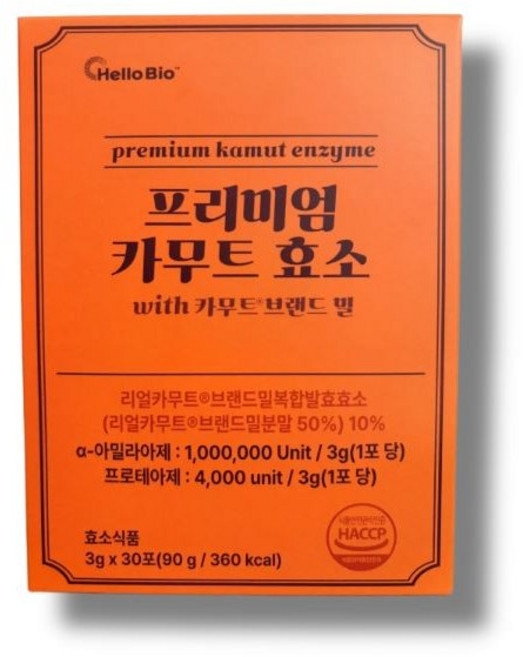 Hello Bio™
premium kamut enzyme
프리미엄
카무트 효소
with 카무트®브랜드 밀
리얼카무트®브랜드밀복합발효효소
(리얼카무트®브랜드밀분말 50%) 10%
α-아밀라아제 : 1,000,000 Unit / 3g(1포 당)
프로테아제 : 4,000 unit / 3g(1포 당)
효소식품
3g x 30포(90 g / 360 kcal)
HACCP